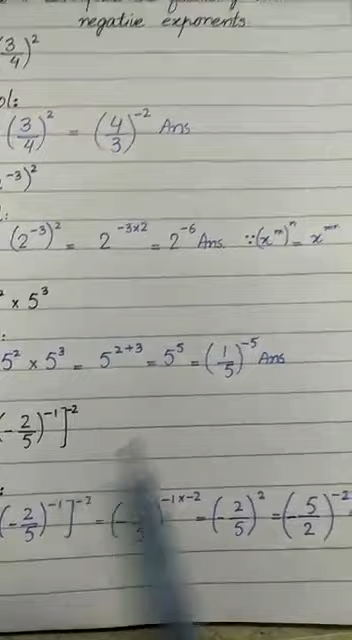 negative exponents
(3/4)²
ol:
(3/4)² = (4/3)⁻² Ans
⁻³)²
:
(2⁻³)² = 2⁻³ˣ² = 2⁻⁶ Ans. ∵(xᵐ)ⁿ = xᵐⁿ
² × 5³
:
5² × 5³ = 5²⁺³ = 5⁵ = (1/5)⁻⁵ Ans
(-2/5)⁻¹]⁻²
:
(-2/5)⁻¹]⁻² = (- 5)⁻¹ˣ⁻² = (-2/5)² = (-5/2)⁻²